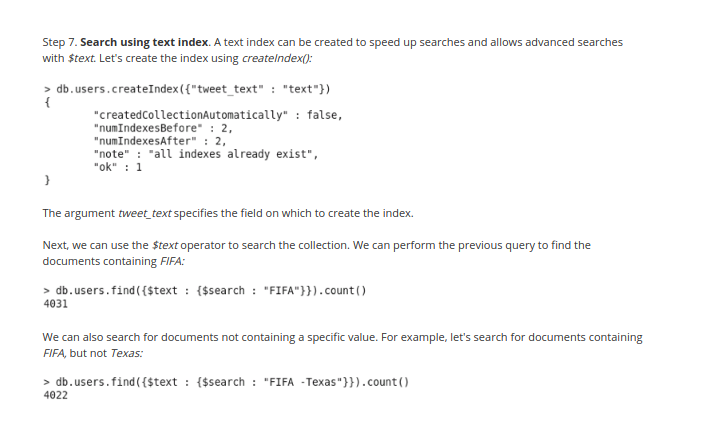 Step 7. Search using text index. A text index can be created to speed up searches and allows advanced searches
with $text. Let's create the index using createIndex():
> db.users.createIndex({"tweet_text" : "text"})
{
"createdCollectionAutomatically" : false,
"numIndexesBefore" : 2,
"numIndexesAfter" : 2,
"note" : "all indexes already exist",
"ok" : 1
}
The argument tweet_text specifies the field on which to create the index.
Next, we can use the $text operator to search the collection. We can perform the previous query to find the
documents containing FIFA:
> db.users.find({$text : {$search : "FIFA"}}).count()
4031
We can also search for documents not containing a specific value. For example, let's search for documents containing
FIFA, but not Texas:
> db.users.find({$text : {$search : "FIFA -Texas"}}).count()
4022